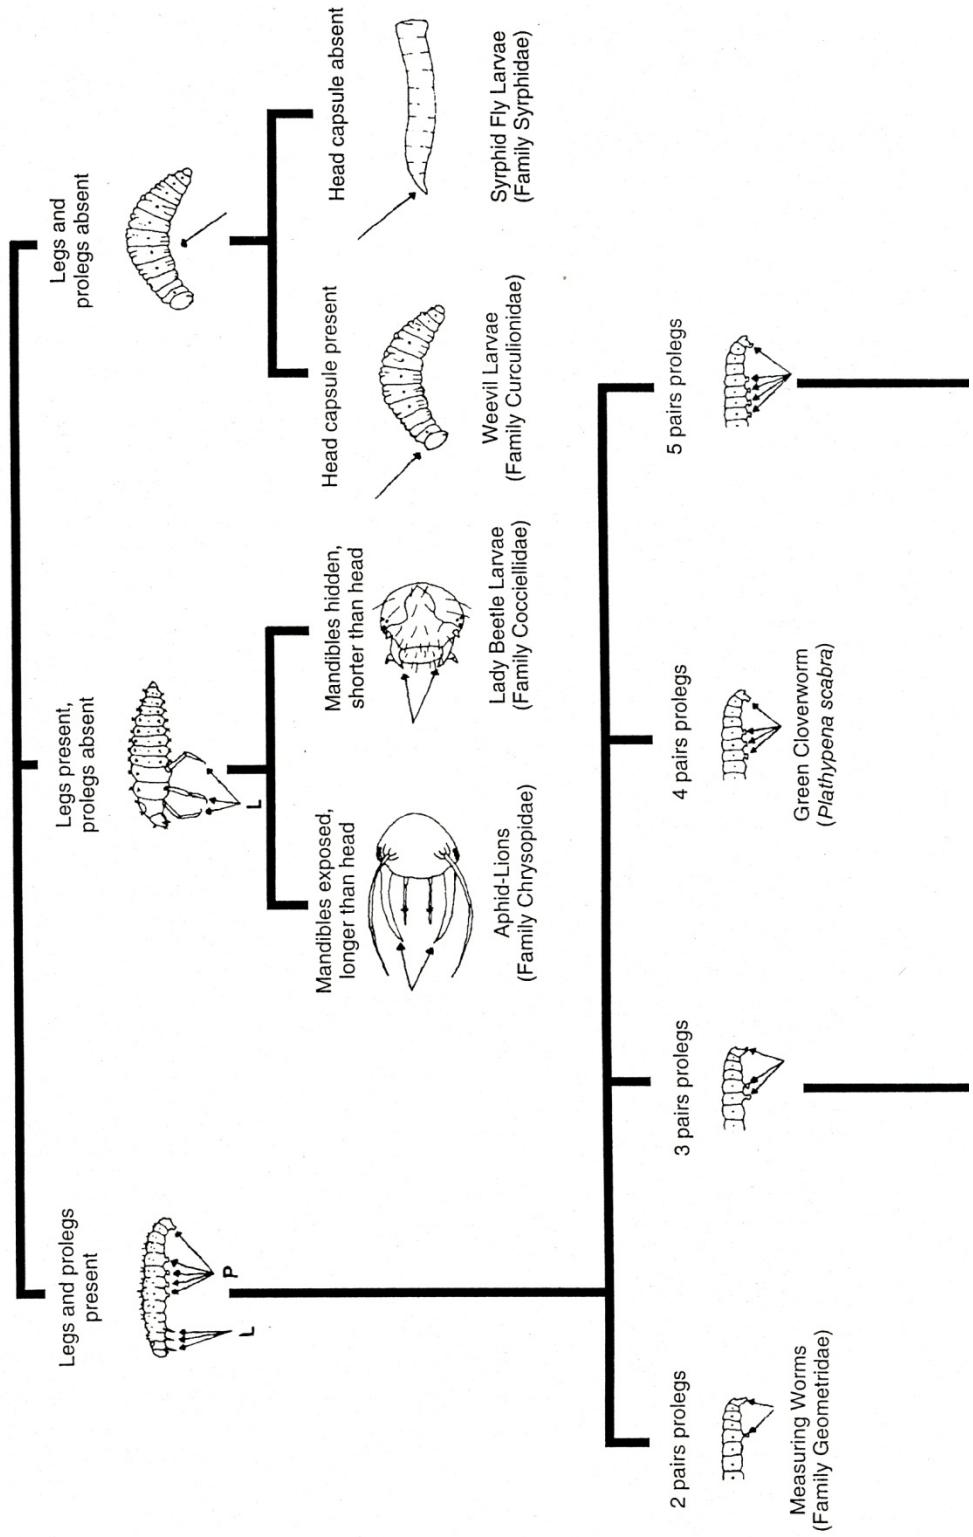 Legs and prolegs
present
L
P
Legs present,
prolegs absent
L
Legs and
prolegs absent
Mandibles exposed,
longer than head
Aphid-Lions
(Family Chrysopidae)
Mandibles hidden,
shorter than head
Lady Beetle Larvae
(Family Cocciellidae)
Head capsule present
Weevil Larvae
(Family Curculionidae)
Head capsule absent
Syrphid Fly Larvae
(Family Syrphidae)
2 pairs prolegs
Measuring Worms
(Family Geometridae)
3 pairs prolegs
4 pairs prolegs
Green Cloverworm
(Plathypena scabra)
5 pairs prolegs